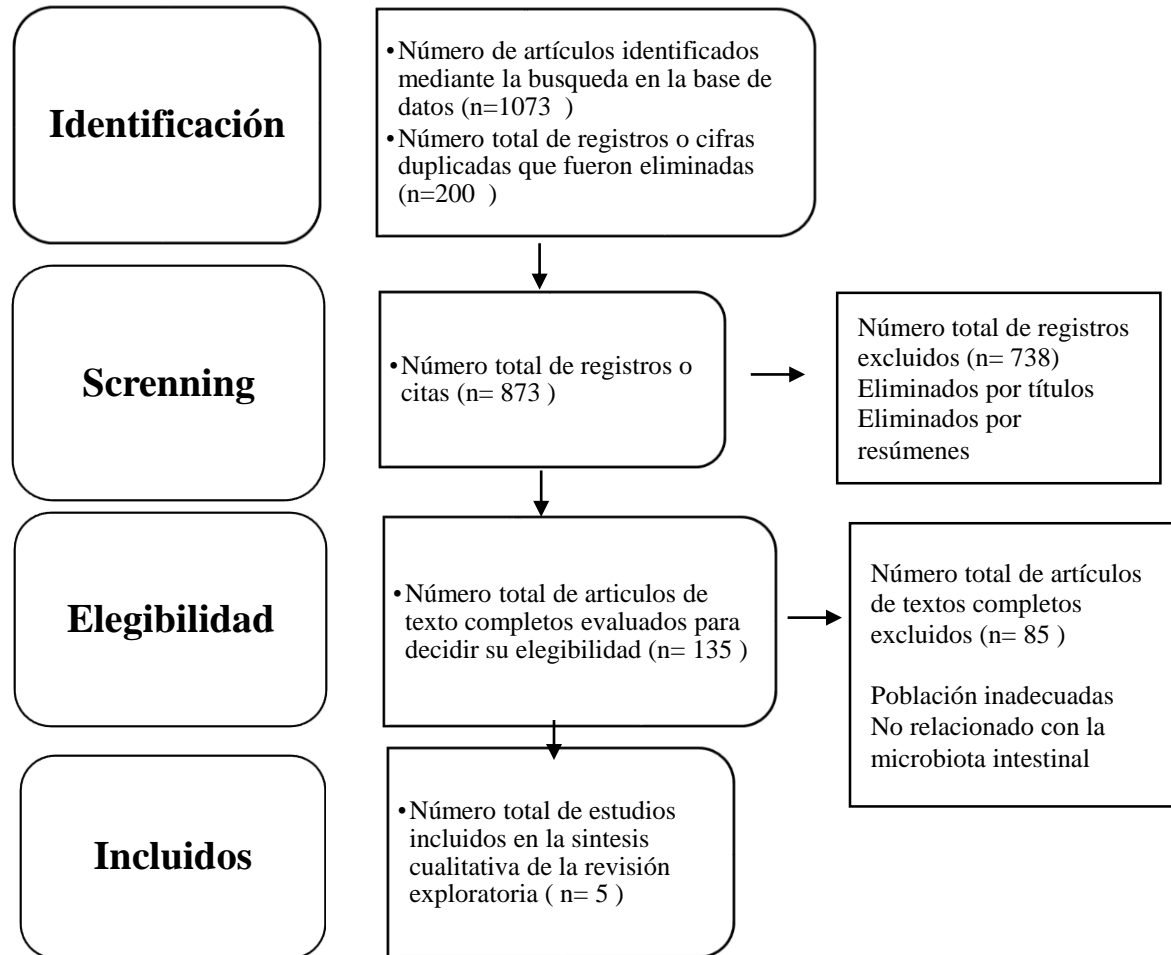 Identificación
•Número de artículos identificados
mediante la busqueda en la base de
datos (n=1073 )
•Número total de registros o cifras
duplicadas que fueron eliminadas
(n=200 )
Screnning
•Número total de registros o
citas (n= 873 )
Número total de registros
excluidos (n= 738)
Eliminados por títulos
Eliminados por
resúmenes
Elegibilidad
•Número total de articulos de
texto completos evaluados para
decidir su elegibilidad (n= 135 )
Número total de artículos
de textos completos
excluidos (n= 85 )
Población inadecuadas
No relacionado con la
microbiota intestinal
Incluidos
•Número total de estudios
incluidos en la sintesis
cualitativa de la revisión
exploratoria ( n= 5 )